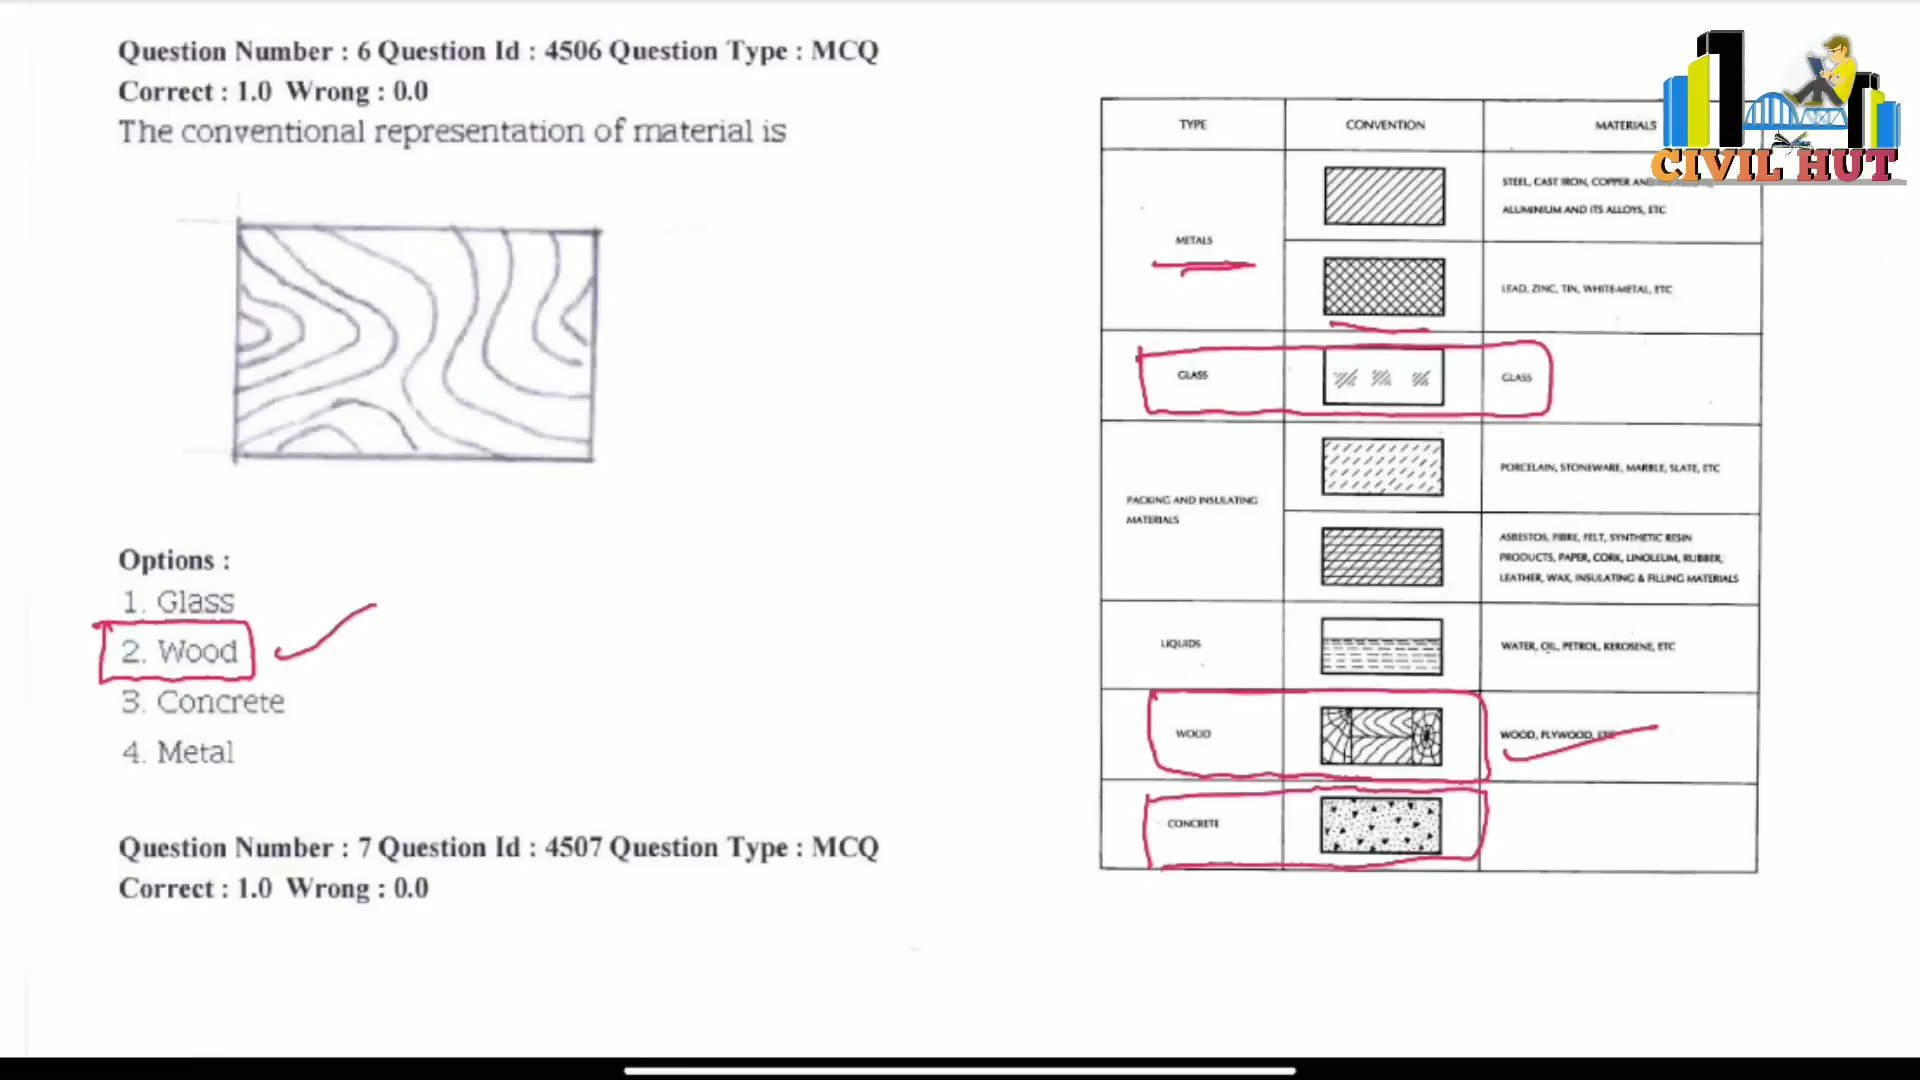 Question Number : 6 Question Id : 4506 Question Type : MCQ
Correct : 1.0 Wrong : 0.0
The conventional representation of material is
Options :
1. Glass
2. Wood
3. Concrete
4. Metal
Question Number : 7 Question Id : 4507 Question Type : MCQ
Correct : 1.0 Wrong : 0.0
CIVIL HUT
TYPE CONVENTION MATERIALS
METALS
STEEL, CAST IRON, COPPER AND
ALUMINIUM AND ITS ALLOYS, ETC
LEAD, ZINC, TIN, WHITE-METAL, ETC
GLASS GLASS
PACKING AND INSULATING
MATERIALS
PORCELAIN, STONEWARE, MARBLE, SLATE, ETC
ASBESTOS, FIBRE, FELT, SYNTHETIC RESIN
PRODUCTS, PAPER, CORK, LINOLEUM, RUBBER,
LEATHER, WAX, INSULATING & FILLING MATERIALS
LIQUIDS WATER, OIL, PETROL, KEROSENE, ETC
WOOD WOOD, PLYWOOD, ETC
CONCRETE